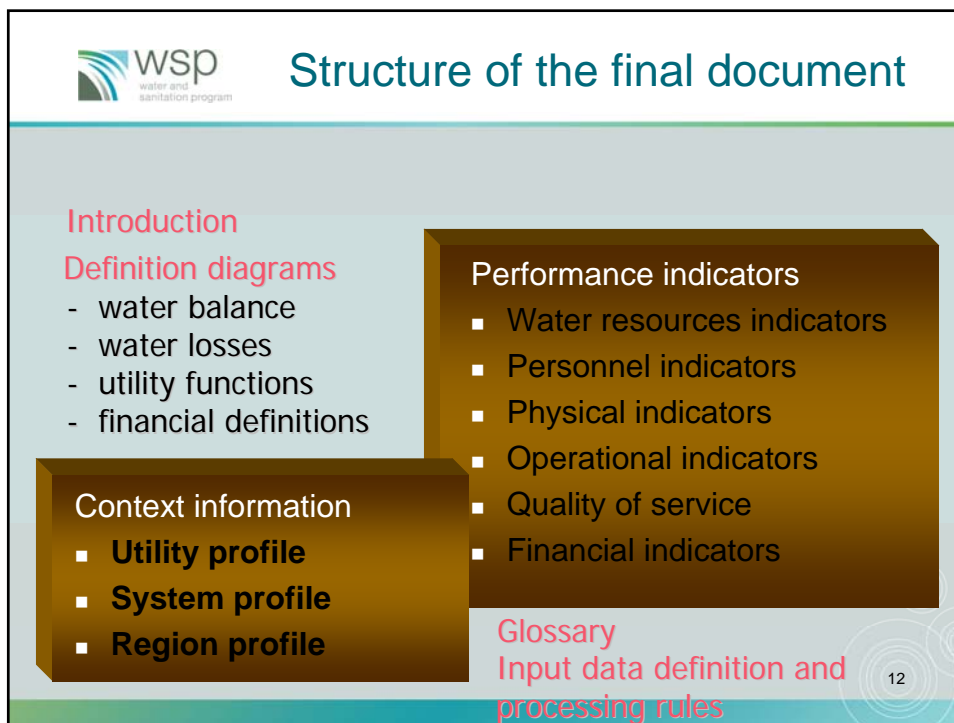 wsp
water and
sanitation program
Structure of the final document
Introduction
Definition diagrams
- water balance
- water losses
- utility functions
- financial definitions
Performance indicators
▪ Water resources indicators
▪ Personnel indicators
▪ Physical indicators
▪ Operational indicators
▪ Quality of service
▪ Financial indicators
Context information
▪ Utility profile
▪ System profile
▪ Region profile
Glossary
Input data definition and
processing rules
12